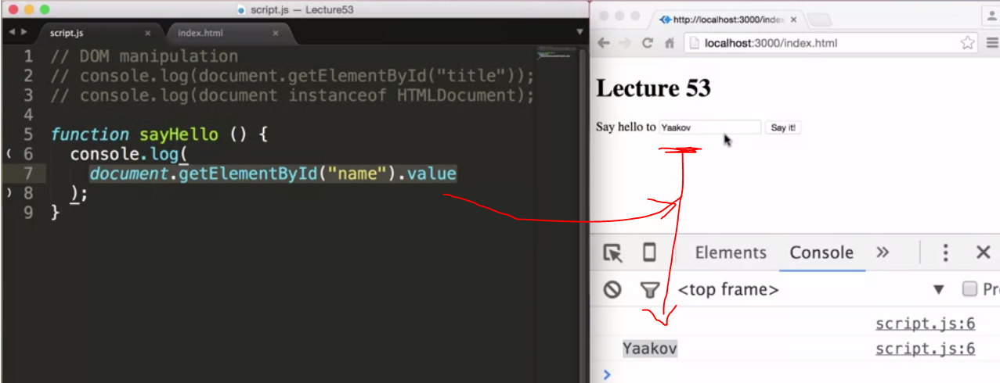 script.js — Lecture53
script.js × index.html ×
1 // DOM manipulation
2 // console.log(document.getElementById("title"));
3 // console.log(document instanceof HTMLDocument);
4
5 function sayHello () {
6 console.log(
7 document.getElementById("name").value
8 );
9 }
http://localhost:3000/inde ×
localhost:3000/index.html
Lecture 53
Say hello to Yaakov Say it!
Elements Console »
<top frame> ▼ Pr
script.js:6
Yaakov script.js:6
>